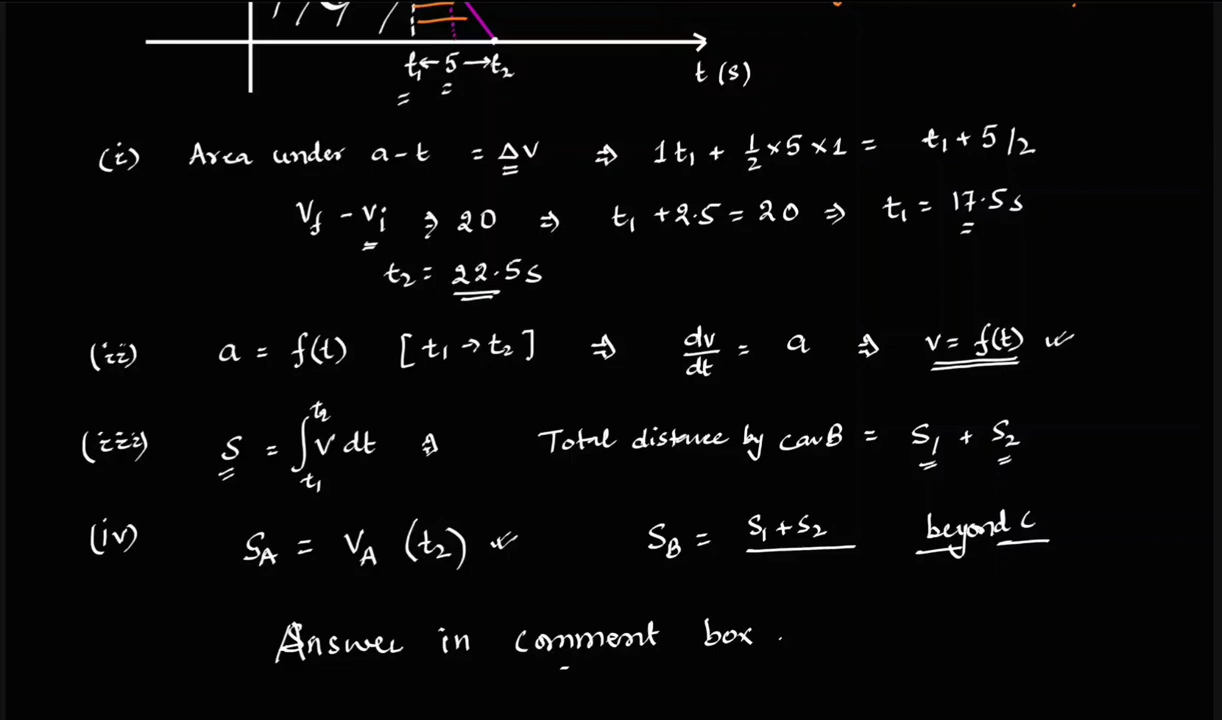 t₁ ← 5 → t₂
t (s)
(i) Area under a-t = Δv ⇒ 1t₁ + 1/2 × 5 × 1 = t₁ + 5/2
V_f - v_i ⇒ 20 ⇒ t₁ + 2.5 = 20 ⇒ t₁ = 17.5s
t₂ = 22.5s
(ii) a = f(t) [t₁ → t₂] ⇒ dv/dt = a ⇒ v = f(t) ✓
(iii) S = ∫_{t₁}^{t₂} v dt ⇒ Total distance by car B = S₁ + S₂
(iv) S_A = V_A (t₂) ✓ S_B = S₁ + S₂ beyond C
Answer in comment box.